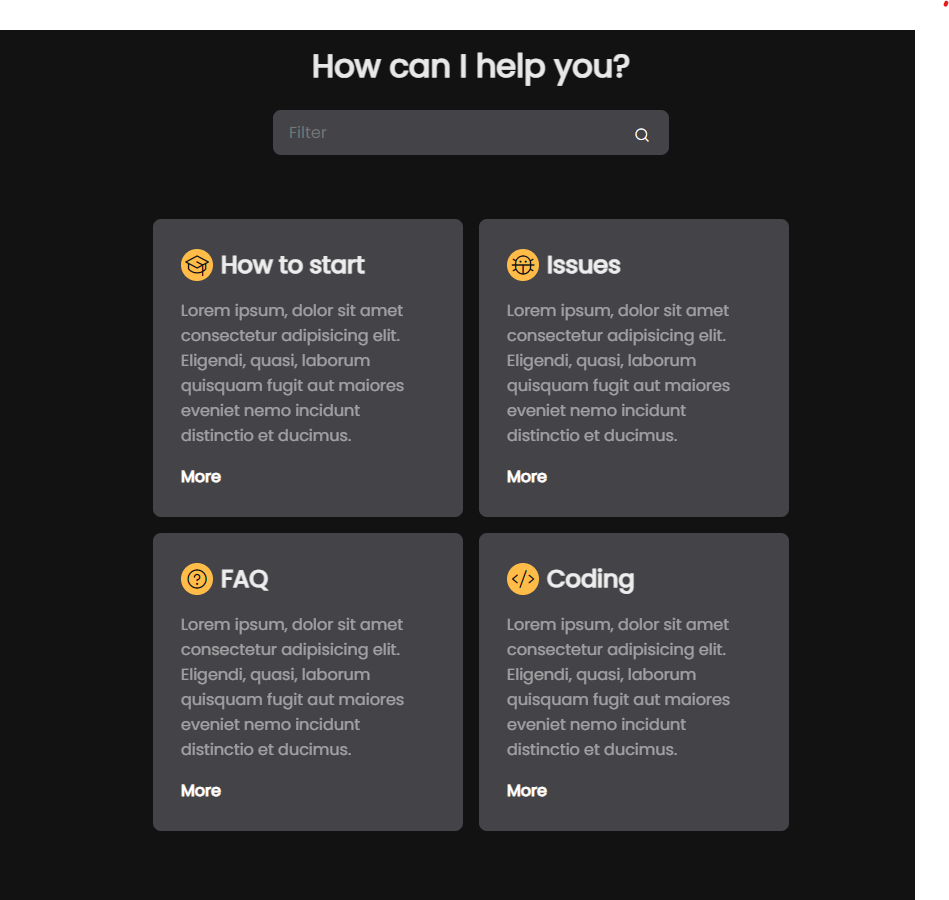 How can I help you?
Filter
How to start
Lorem ipsum, dolor sit amet
consectetur adipisicing elit.
Eligendi, quasi, laborum
quisquam fugit aut maiores
eveniet nemo incidunt
distinctio et ducimus.
More
Issues
Lorem ipsum, dolor sit amet
consectetur adipisicing elit.
Eligendi, quasi, laborum
quisquam fugit aut maiores
eveniet nemo incidunt
distinctio et ducimus.
More
FAQ
Lorem ipsum, dolor sit amet
consectetur adipisicing elit.
Eligendi, quasi, laborum
quisquam fugit aut maiores
eveniet nemo incidunt
distinctio et ducimus.
More
Coding
Lorem ipsum, dolor sit amet
consectetur adipisicing elit.
Eligendi, quasi, laborum
quisquam fugit aut maiores
eveniet nemo incidunt
distinctio et ducimus.
More